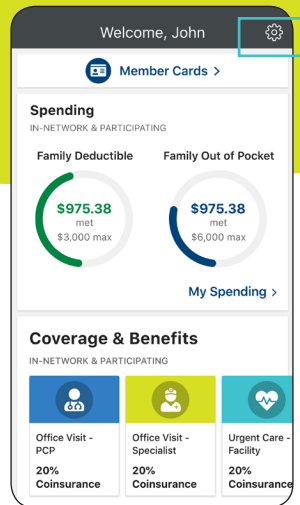 Welcome, John
Member Cards >
Spending
IN-NETWORK & PARTICIPATING
Family Deductible
Family Out of Pocket
$975.38
met
$3,000 max
$975.38
met
$6,000 max
My Spending >
Coverage & Benefits
IN-NETWORK & PARTICIPATING
Office Visit -
PCP
20%
Coinsurance
Office Visit -
Specialist
20%
Coinsurance
Urgent Care -
Facility
20%
Coinsurance